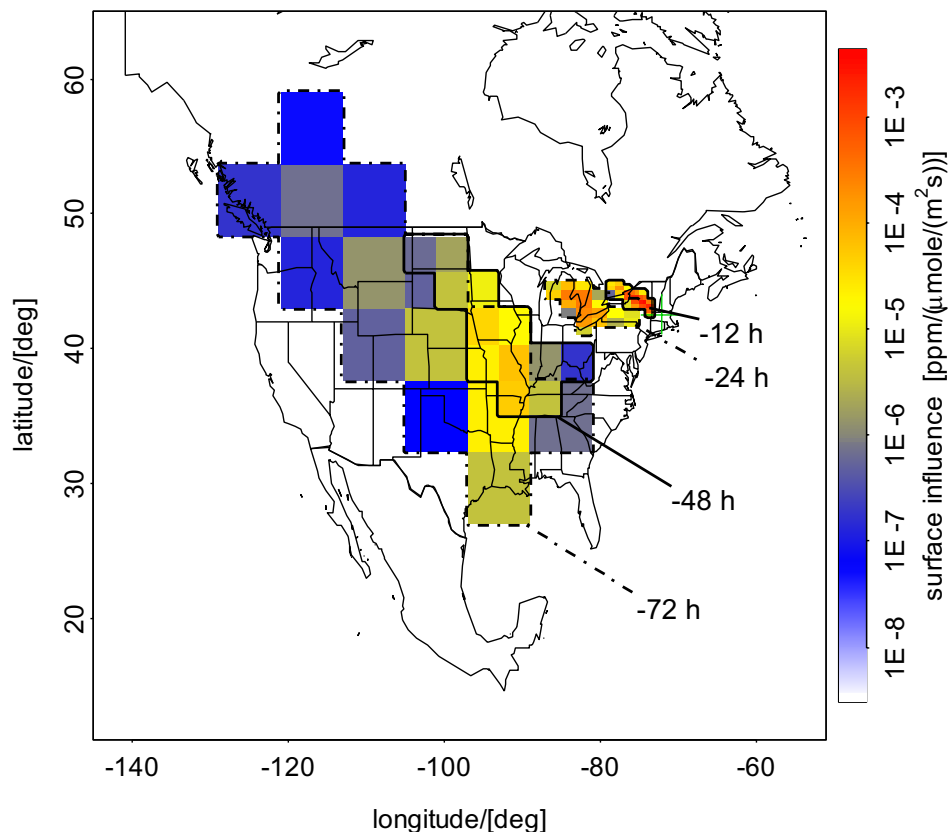 60
50
40
30
20
latitude/[deg]
-140
-120
-100
-80
-60
longitude/[deg]
-12 h
-24 h
-48 h
-72 h
1E -3
1E -4
1E -5
1E -6
1E -7
1E -8
surface influence [ppm/(μmole/(m²s))]